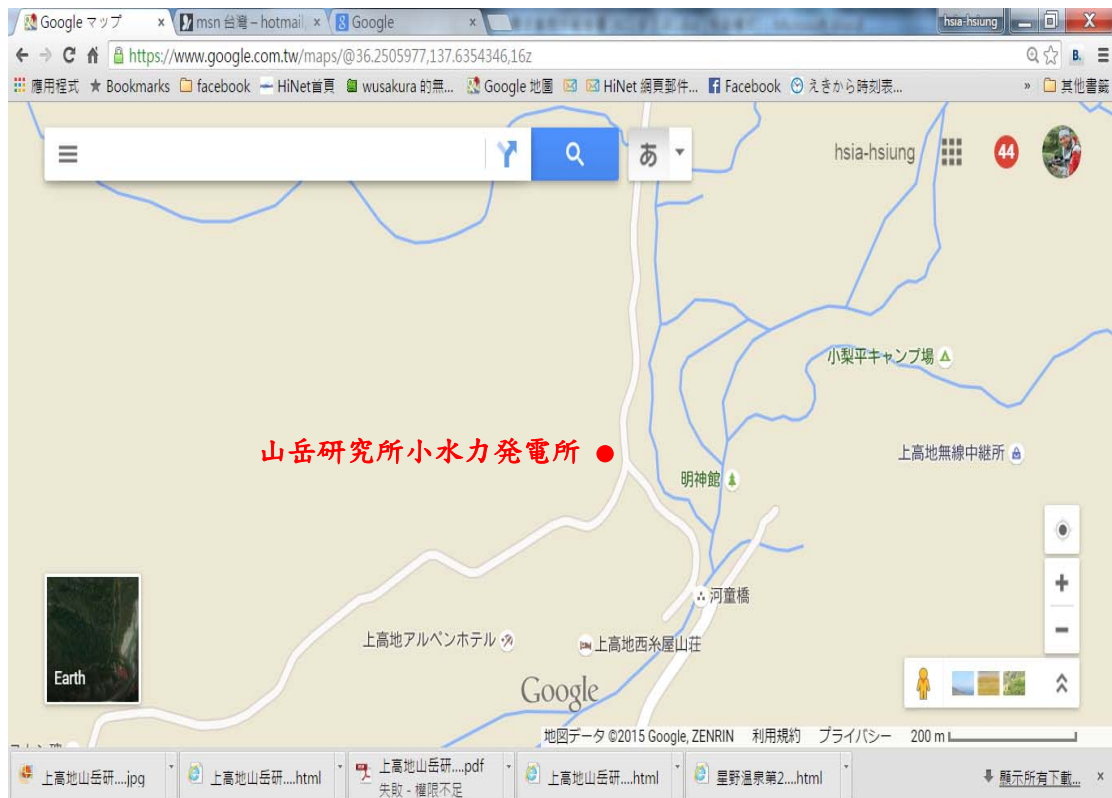 Google マップ
msn 台灣 – hotmail,
Google
hsia-hsiung
https://www.google.com.tw/maps/@36.2505977,137.6354346,16z
應用程式
Bookmarks
facebook
HiNet首頁
wusakura 的無...
Google 地圖
HiNet 網頁郵件...
Facebook
えきから時刻表...
»
其他書籤
あ
hsia-hsiung
44
小梨平キャンプ場
山岳研究所小水力発電所
上高地無線中継所
明神館
河童橋
上高地アルペンホテル
上高地西糸屋山荘
Earth
Google
地図データ ©2015 Google, ZENRIN 利用規約 プライバシー 200 m
上高地山岳研....jpg
上高地山岳研....html
上高地山岳研....pdf
失敗 - 權限不足
上高地山岳研....html
星野温泉第2....html
顯示所有下載...